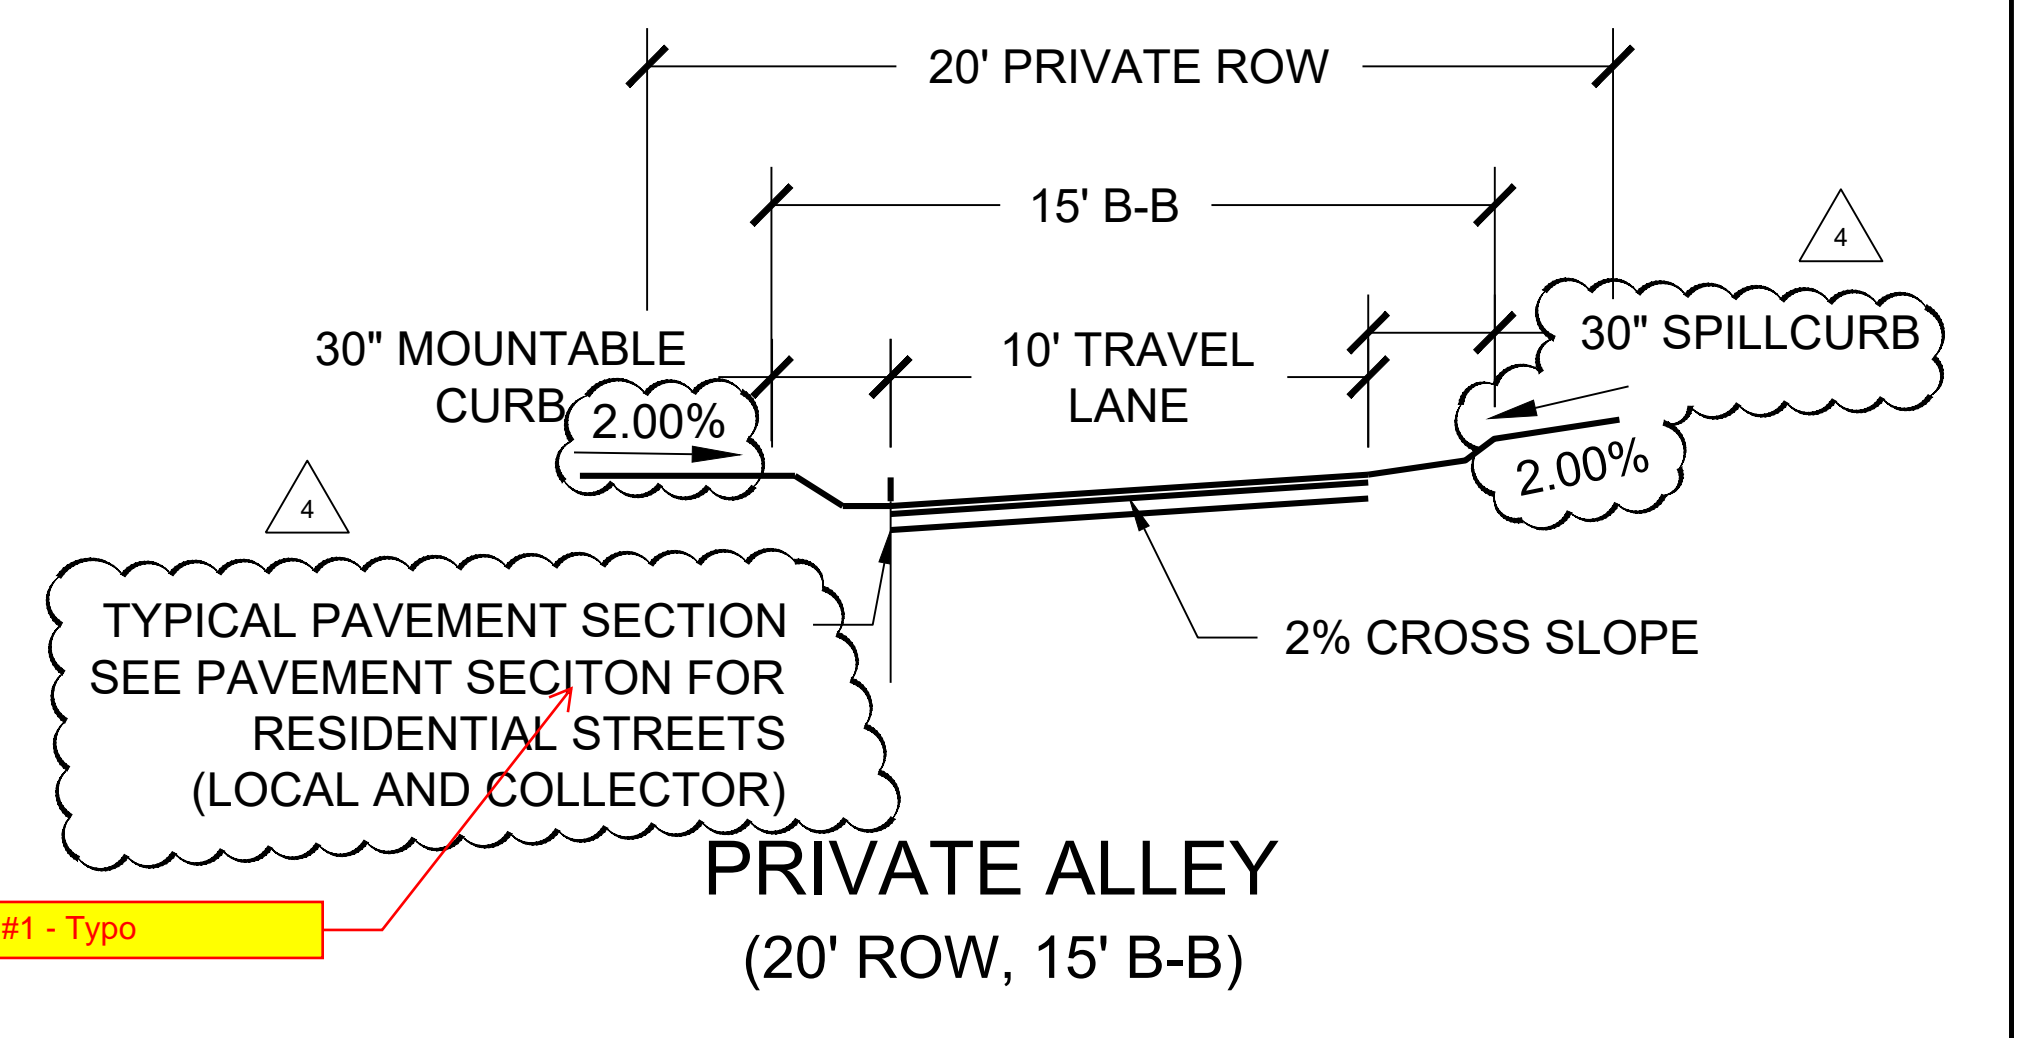 20' PRIVATE ROW
15' B-B
4
30" MOUNTABLE
CURB
10' TRAVEL
LANE
30" SPILLCURB
2.00%
2.00%
4
TYPICAL PAVEMENT SECTION
SEE PAVEMENT SECITON FOR
RESIDENTIAL STREETS
(LOCAL AND COLLECTOR)
2% CROSS SLOPE
PRIVATE ALLEY
(20' ROW, 15' B-B)
#1 - Typo